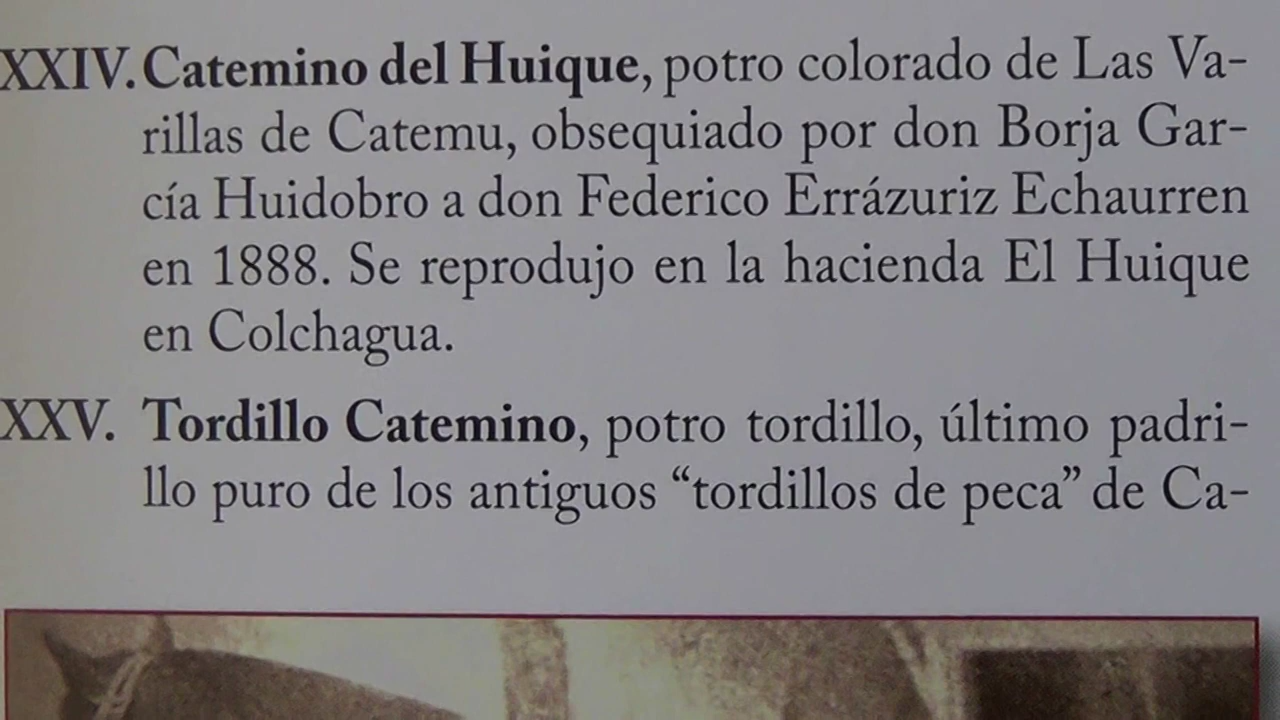 XXIV. Catemino del Huique, potro colorado de Las Va-
rillas de Catemu, obsequiado por don Borja Gar-
cía Huidobro a don Federico Errázuriz Echaurren
en 1888. Se reprodujo en la hacienda El Huique
en Colchagua.
XXV. Tordillo Catemino, potro tordillo, último padri-
llo puro de los antiguos “tordillos de peca” de Ca-